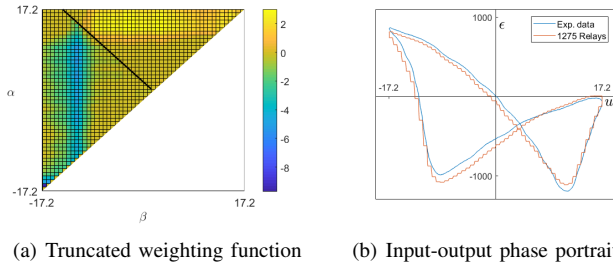 17.2
α
-17.2
-17.2
β
17.2
2
0
-2
-4
-6
-8
1000
ϵ
Exp. data
1275 Relays
-17.2
17.2
u
-1000
(a) Truncated weighting function
(b) Input-output phase portrai